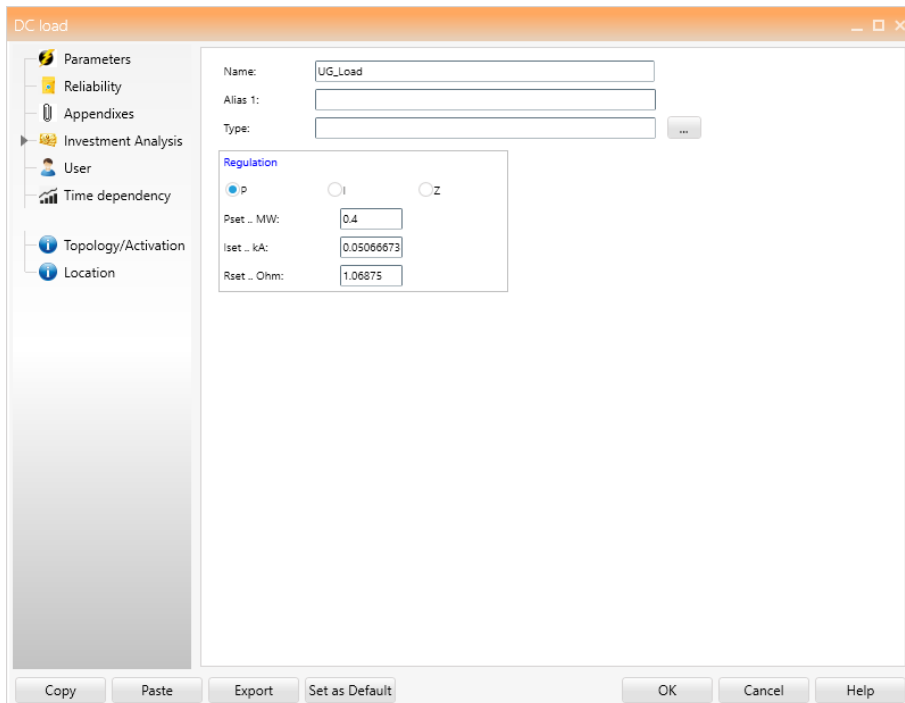 DC load
Parameters
Reliability
Appendixes
Investment Analysis
User
Time dependency
Topology/Activation
Location
Name: UG_Load
Alias 1:
Type: ...
Regulation
P I Z
Pset .. MW: 0.4
Iset .. kA: 0.05066673
Rset .. Ohm: 1.06875
Copy Paste Export Set as Default OK Cancel Help